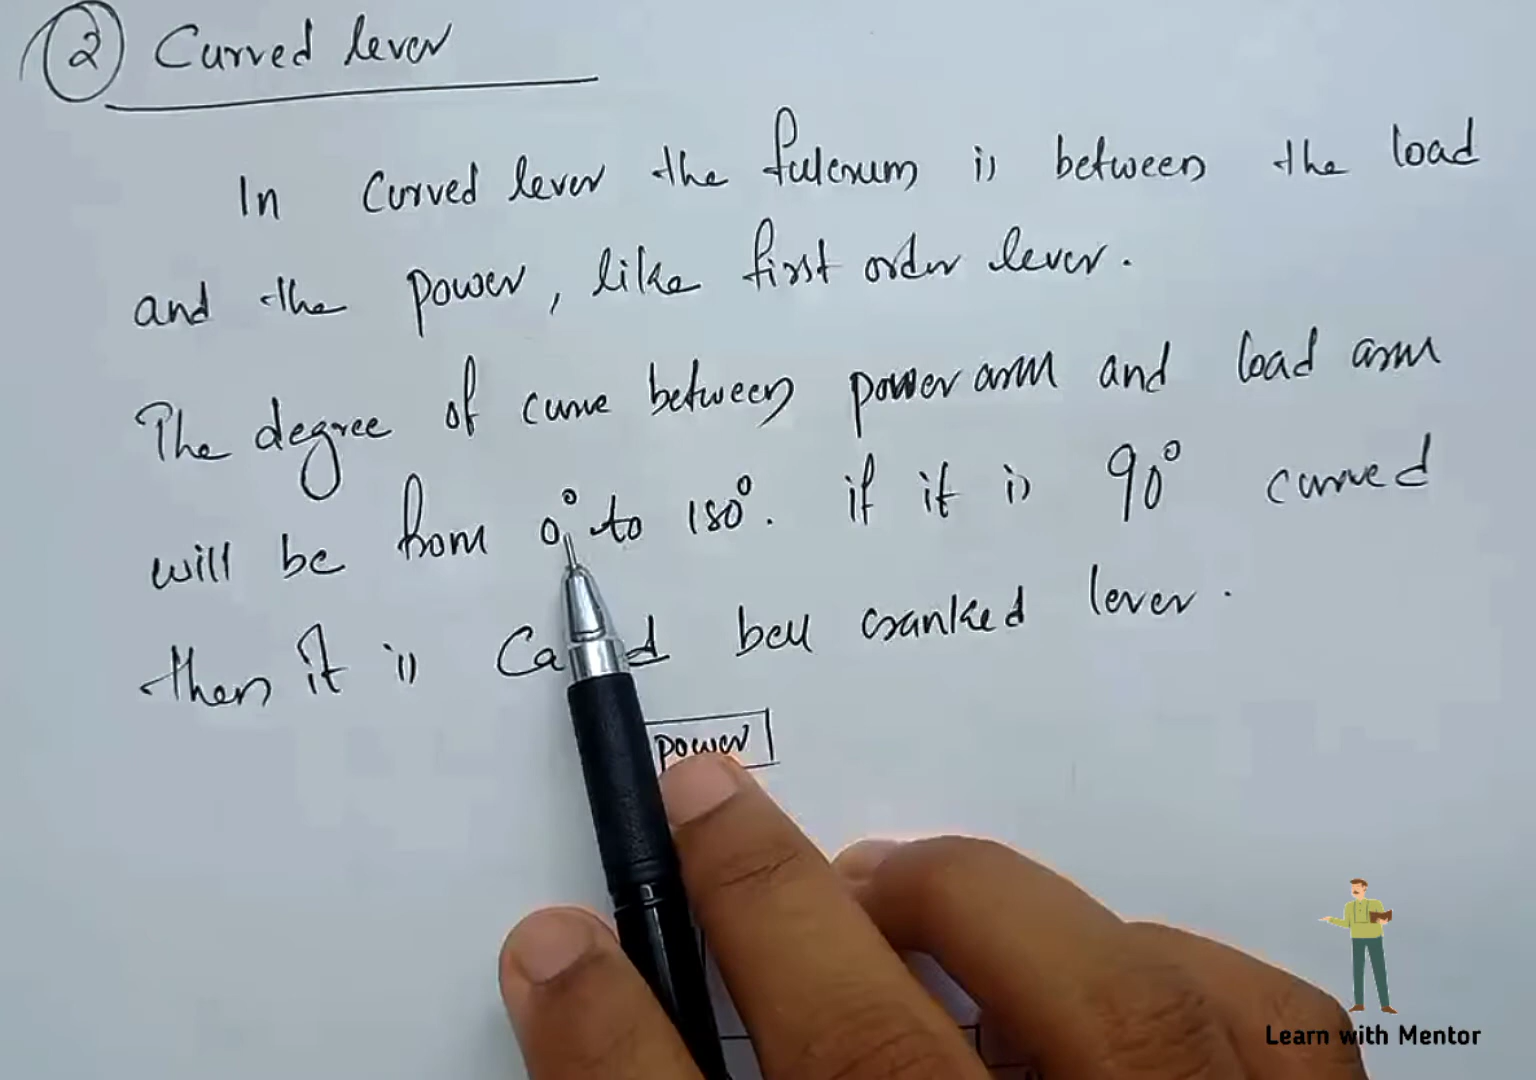 ② Curved lever
In Curved lever the fulcrum is between the load
and the power, like first order lever.
The degree of curve between power arm and load arm
will be from 0° to 180°. if it is 90° curved
then it is bell cranked lever.
power
Learn with Mentor